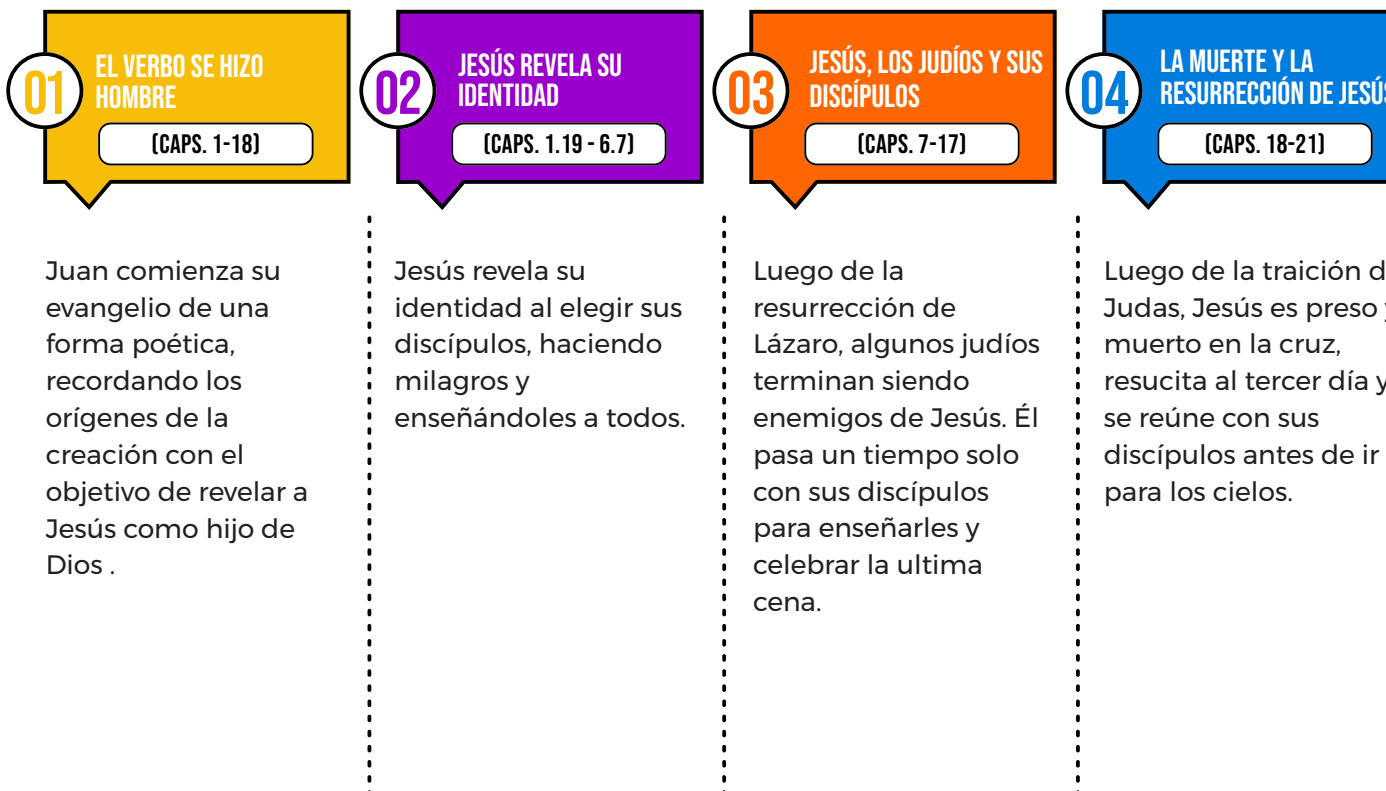 01
EL VERBO SE HIZO
HOMBRE
(CAPS. 1-18)
Juan comienza su
evangelio de una
forma poética,
recordando los
orígenes de la
creación con el
objetivo de revelar a
Jesús como hijo de
Dios .
02
JESÚS REVELA SU
IDENTIDAD
(CAPS. 1.19 - 6.7)
Jesús revela su
identidad al elegir sus
discípulos, haciendo
milagros y
enseñándoles a todos.
03
JESÚS, LOS JUDÍOS Y SUS
DISCÍPULOS
(CAPS. 7-17)
Luego de la
resurrección de
Lázaro, algunos judíos
terminan siendo
enemigos de Jesús. Él
pasa un tiempo solo
con sus discípulos
para enseñarles y
celebrar la ultima
cena.
04
LA MUERTE Y LA
RESURRECCIÓN DE JESÚS
(CAPS. 18-21)
Luego de la traición d
Judas, Jesús es preso y
muerto en la cruz,
resucita al tercer día y
se reúne con sus
discípulos antes de ir
para los cielos.